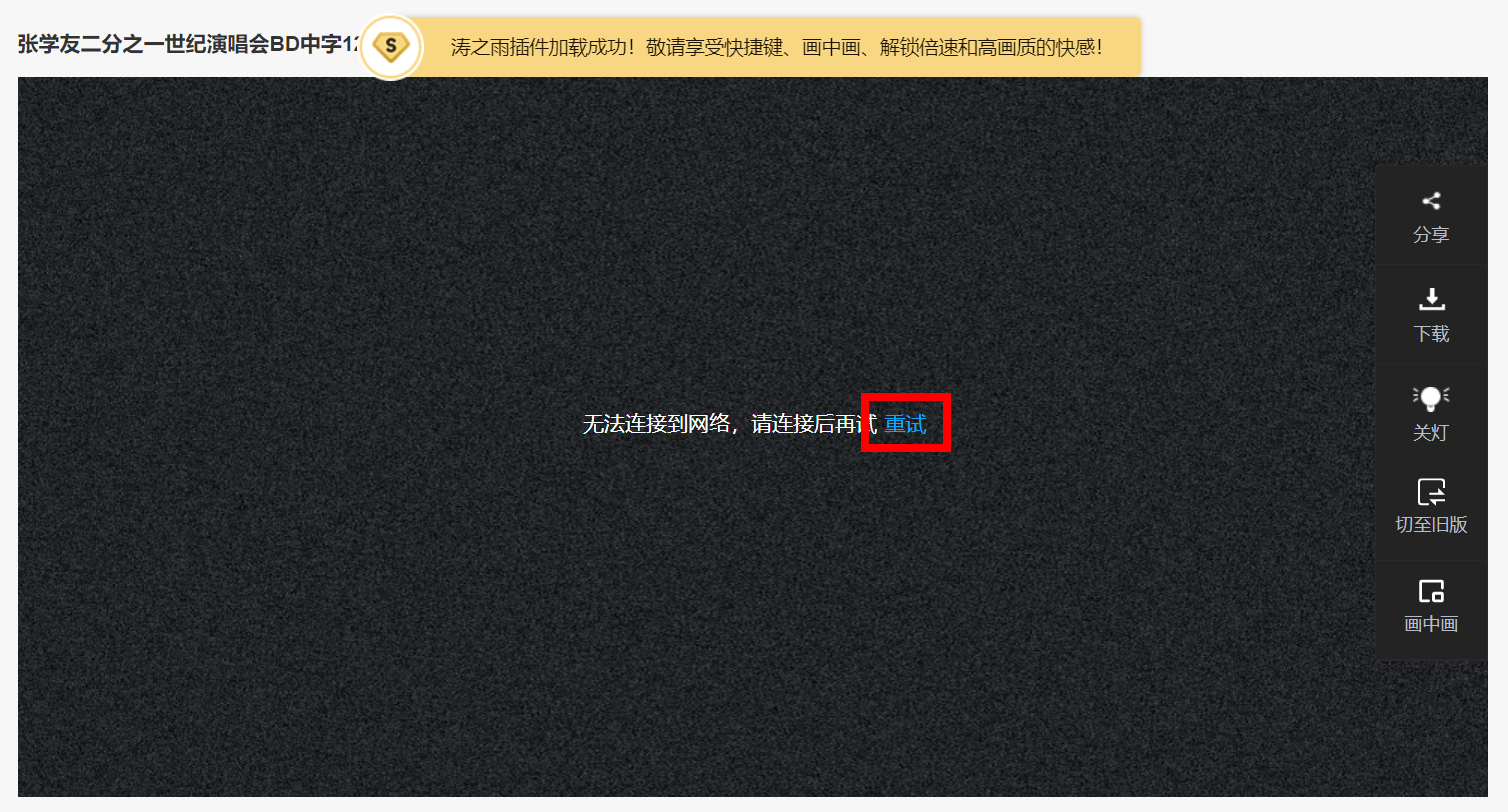 张学友二分之一世纪演唱会BD中字12
涛之雨插件加载成功！敬请享受快捷键、画中画、解锁倍速和高画质的快感！
S
分享
下载
无法连接到网络，请连接后再试 重试
关灯
切至旧版
画中画